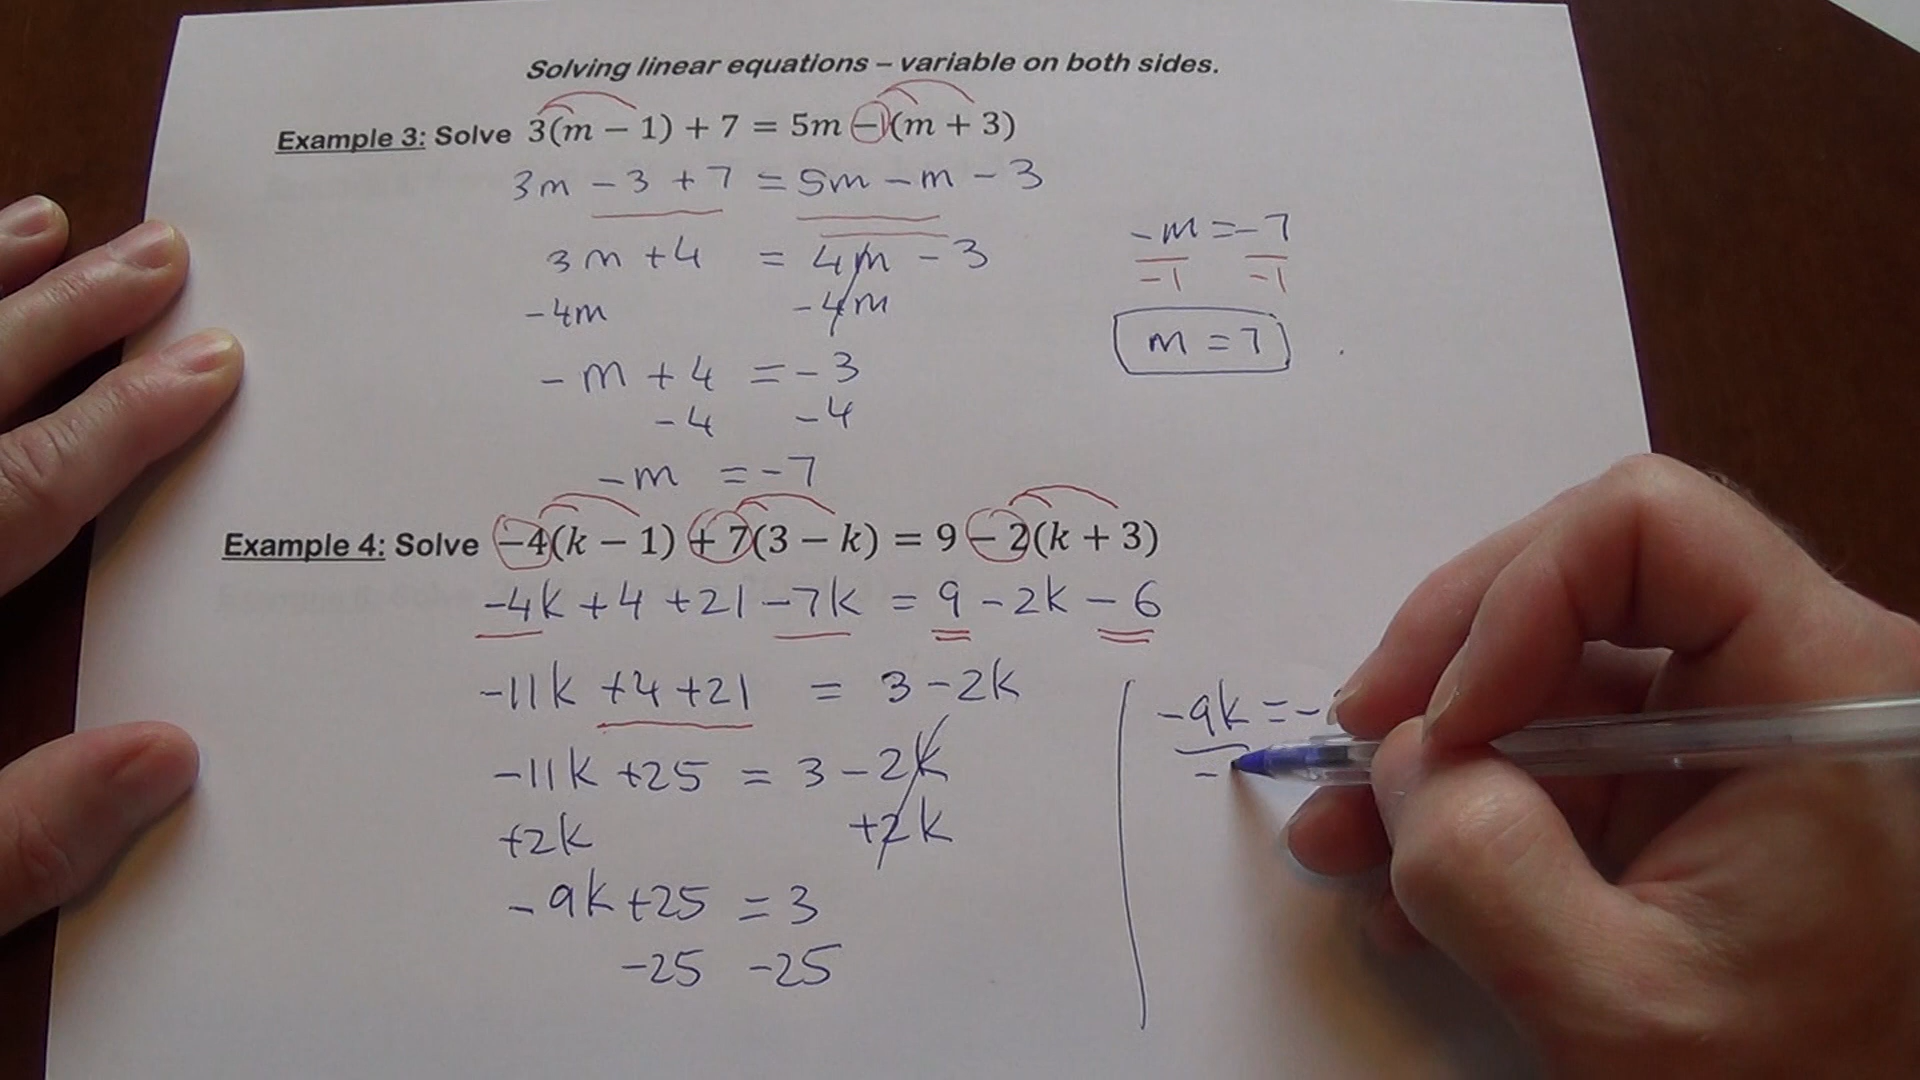 Solving linear equations – variable on both sides.
Example 3: Solve 3(m − 1) + 7 = 5m −1(m + 3)
3m − 3 + 7 = 5m − m − 3
3m + 4 = 4m − 3
−4m −4m
−m + 4 = −3
−4 −4
−m = −7
−m = −7
−1 −1
m = 7
Example 4: Solve −4(k − 1) + 7(3 − k) = 9 − 2(k + 3)
−4k + 4 + 21 − 7k = 9 − 2k − 6
−11k + 4 + 21 = 3 − 2k
−11k + 25 = 3 − 2k
+2k +2k
−9k + 25 = 3
−25 −25
−9k = −
−